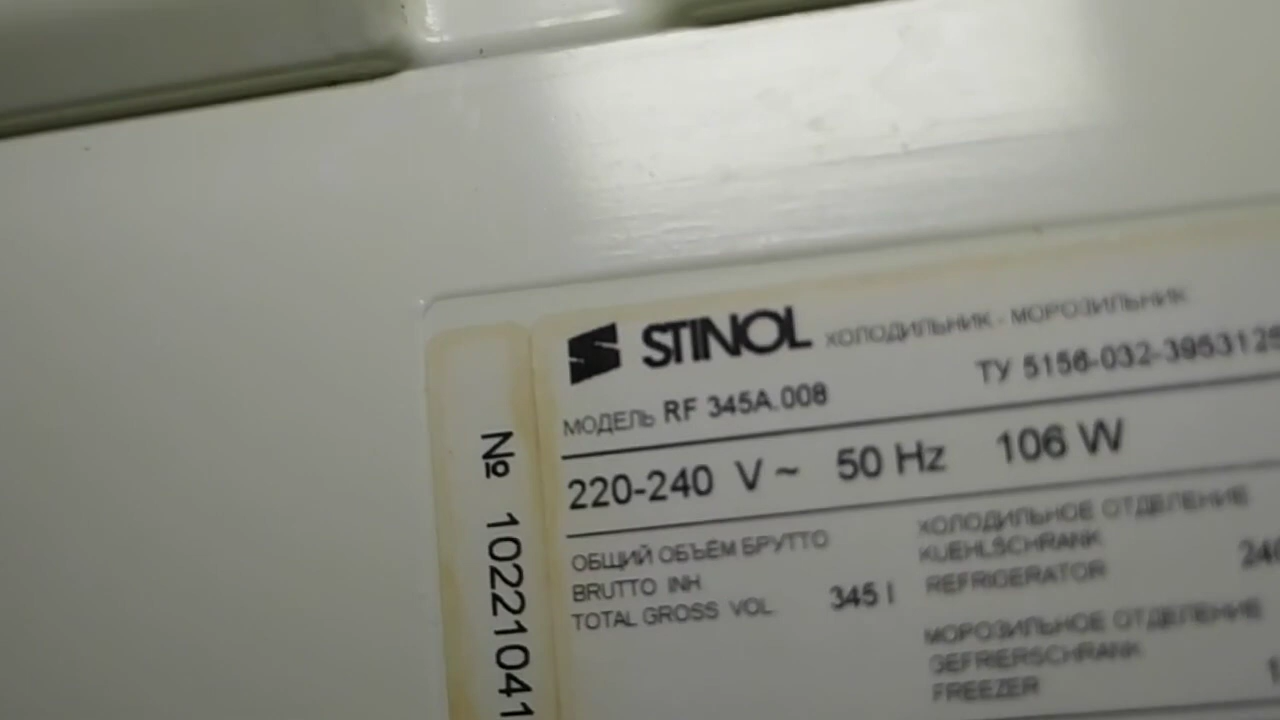 STINOL ХОЛОДИЛЬНИК - МОРОЗИЛЬНИК
МОДЕЛЬ RF 345A.008
ТУ 5156-032-3953125
220-240 V ~ 50 Hz 106 W
ОБЩИЙ ОБЪЁМ БРУТТО
BRUTTO INH
TOTAL GROSS VOL 345 l
ХОЛОДИЛЬНОЕ ОТДЕЛЕНИЕ
KUEHLSCHRANK
REFRIGERATOR
МОРОЗИЛЬНОЕ ОТДЕЛЕНИЕ
GEFRIERSCHRANK
FREEZER
№ 10221041